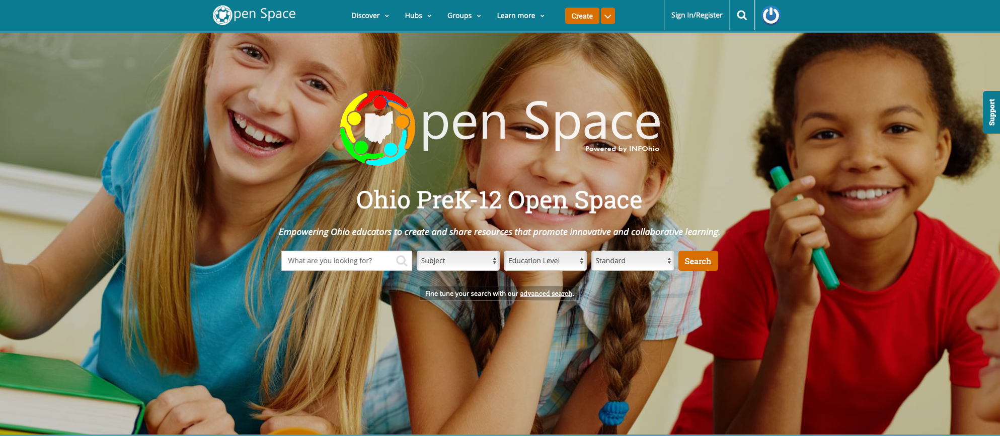 Open Space
Discover
Hubs
Groups
Learn more
Create
Sign In/Register
Support
Open Space
Powered by INFOhio
Ohio PreK-12 Open Space
Empowering Ohio educators to create and share resources that promote innovative and collaborative learning.
What are you looking for?
Subject
Education Level
Standard
Search
Fine tune your search with our advanced search.